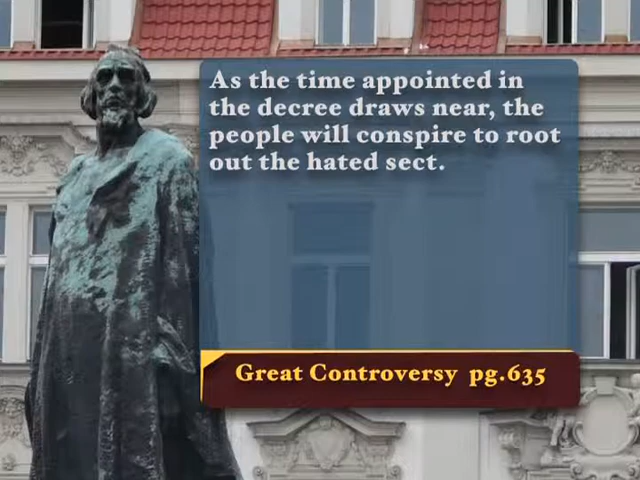 As the time appointed in
the decree draws near, the
people will conspire to root
out the hated sect.
Great Controversy pg.635